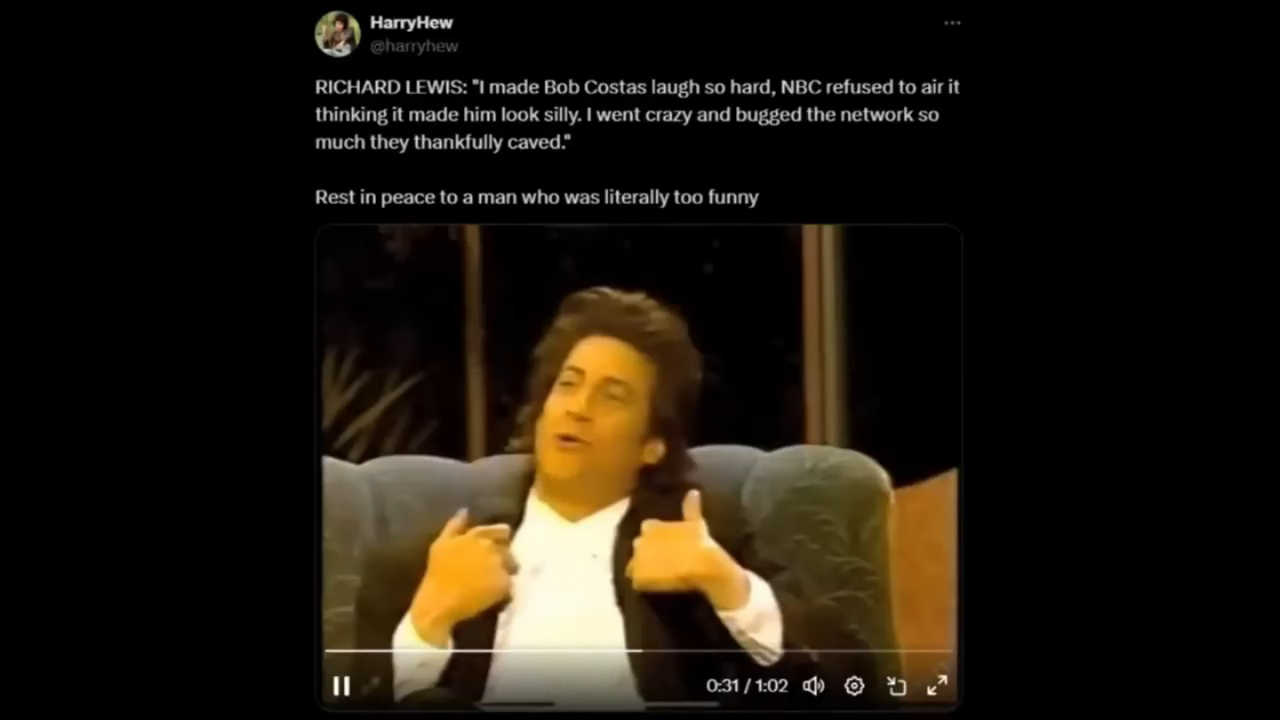 HarryHew
@harryhew
RICHARD LEWIS: "I made Bob Costas laugh so hard, NBC refused to air it
thinking it made him look silly. I went crazy and bugged the network so
much they thankfully caved."
Rest in peace to a man who was literally too funny
0:31 / 1:02